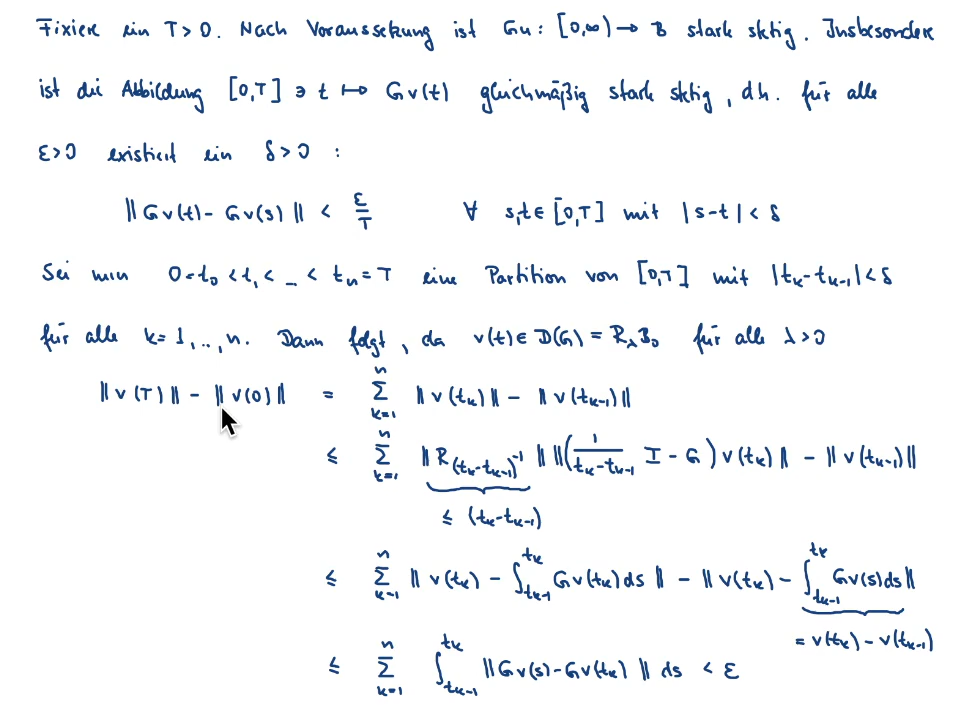 Fixiere ein T > 0. Nach Voraussetzung ist Gu: [0,∞) → B stark sktig. Insbesondere
ist die Abbildung [0,T] ∋ t ↦ Gv(t) gleichmäßig stark sktig, dh. für alle
ε>0 existiert ein δ>0 :
‖Gv(t) - Gv(s)‖ < ε/T ∀ s,t ∈ [0,T] mit |s-t| < δ
Sei nun 0=t₀ < t₁ < … < tₙ = T eine Partition von [0,T] mit |tₖ-tₖ₋₁| < δ
für alle k = 1,..,n. Dann folgt, da v(t) ∈ D(G) = R_λ B₀ für alle λ>0
‖v(T)‖ - ‖v(0)‖ = Σ_{k=1}^{n} ‖v(tₖ)‖ - ‖v(tₖ₋₁)‖
≤ Σ_{k=1}^{n} ‖R_{(tₖ-tₖ₋₁)⁻¹}‖ ‖(1/(tₖ-tₖ₋₁) I - G) v(tₖ)‖ - ‖v(tₖ₋₁)‖
≤ (tₖ-tₖ₋₁)
≤ Σ_{k=1}^{n} ‖v(tₖ) - ∫_{tₖ₋₁}^{tₖ} Gv(tₖ) ds‖ - ‖v(tₖ) - ∫_{tₖ₋₁}^{tₖ} Gv(s) ds‖
= v(tₖ) - v(tₖ₋₁)
≤ Σ_{k=1}^{n} ∫_{tₖ₋₁}^{tₖ} ‖Gv(s) - Gv(tₖ)‖ ds < ε